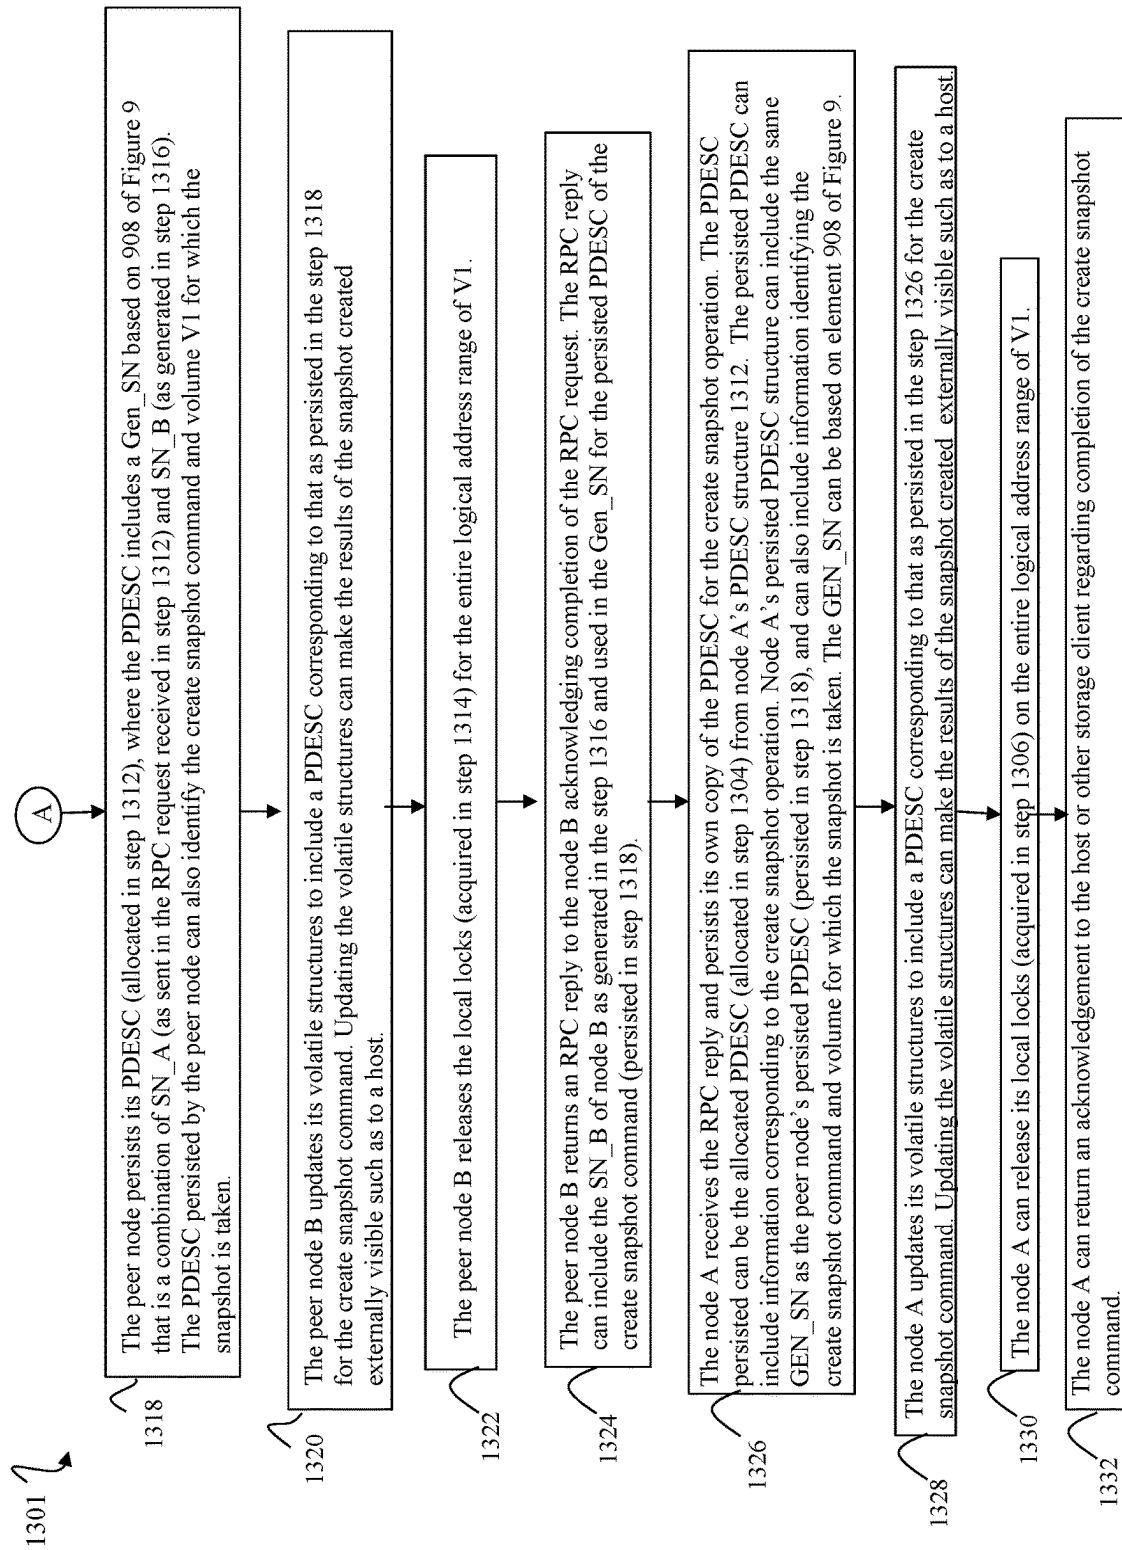 1301
A
1318
The peer node persists its PDESC (allocated in step 1312), where the PDESC includes a Gen_SN based on 908 of Figure 9
that is a combination of SN_A (as sent in the RPC request received in step 1312) and SN_B (as generated in step 1316).
The PDESC persisted by the peer node can also identify the create snapshot command and volume V1 for which the
snapshot is taken.
1320
The peer node B updates its volatile structures to include a PDESC corresponding to that as persisted in the step 1318
for the create snapshot command. Updating the volatile structures can make the results of the snapshot created
externally visible such as to a host.
1322
The peer node B releases the local locks (acquired in step 1314) for the entire logical address range of V1.
1324
The peer node B returns an RPC reply to the node B acknowledging completion of the RPC request. The RPC reply
can include the SN_B of node B as generated in the step 1316 and used in the Gen_SN for the persisted PDESC of the
create snapshot command (persisted in step 1318).
1326
The node A receives the RPC reply and persists its own copy of the PDESC for the create snapshot operation. The PDESC
persisted can be the allocated PDESC (allocated in step 1304) from node A's PDESC structure 1312. The persisted PDESC can
include information corresponding to the create snapshot operation. Node A's persisted PDESC structure can include the same
GEN_SN as the peer node's persisted PDESC (persisted in step 1318), and can also include information identifying the
create snapshot command and volume for which the snapshot is taken. The GEN_SN can be based on element 908 of Figure 9.
1328
The node A updates its volatile structures to include a PDESC corresponding to that as persisted in the step 1326 for the create
snapshot command. Updating the volatile structures can make the results of the snapshot created externally visible such as to a host.
1330
The node A can release its local locks (acquired in step 1306) on the entire logical address range of V1.
1332
The node A can return an acknowledgement to the host or other storage client regarding completion of the create snapshot
command.